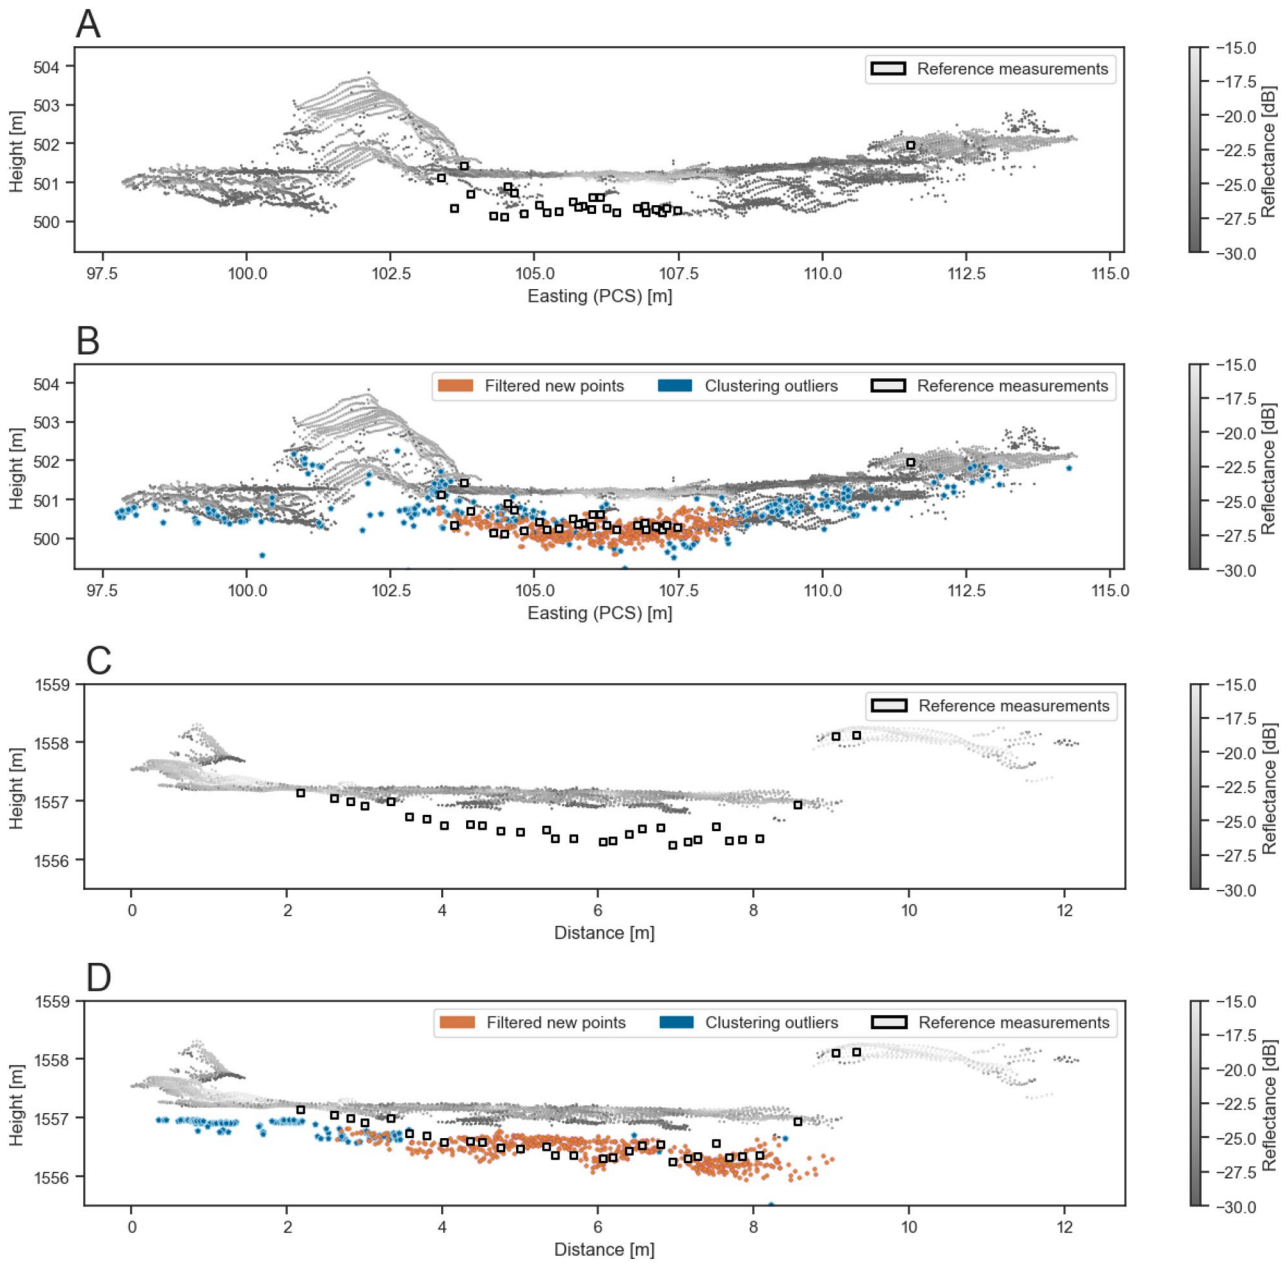 A
Reference measurements
504
503
502
501
500
Height [m]
97.5 100.0 102.5 105.0 107.5 110.0 112.5 115.0
Easting (PCS) [m]
−15.0
−17.5
−20.0
−22.5
−25.0
−27.5
−30.0
Reflectance [dB]
B
Filtered new points Clustering outliers Reference measurements
504
503
502
501
500
Height [m]
97.5 100.0 102.5 105.0 107.5 110.0 112.5 115.0
Easting (PCS) [m]
−15.0
−17.5
−20.0
−22.5
−25.0
−27.5
−30.0
Reflectance [dB]
C
Reference measurements
1559
1558
1557
1556
Height [m]
0 2 4 6 8 10 12
Distance [m]
−15.0
−17.5
−20.0
−22.5
−25.0
−27.5
−30.0
Reflectance [dB]
D
Filtered new points Clustering outliers Reference measurements
1559
1558
1557
1556
Height [m]
0 2 4 6 8 10 12
Distance [m]
−15.0
−17.5
−20.0
−22.5
−25.0
−27.5
−30.0
Reflectance [dB]